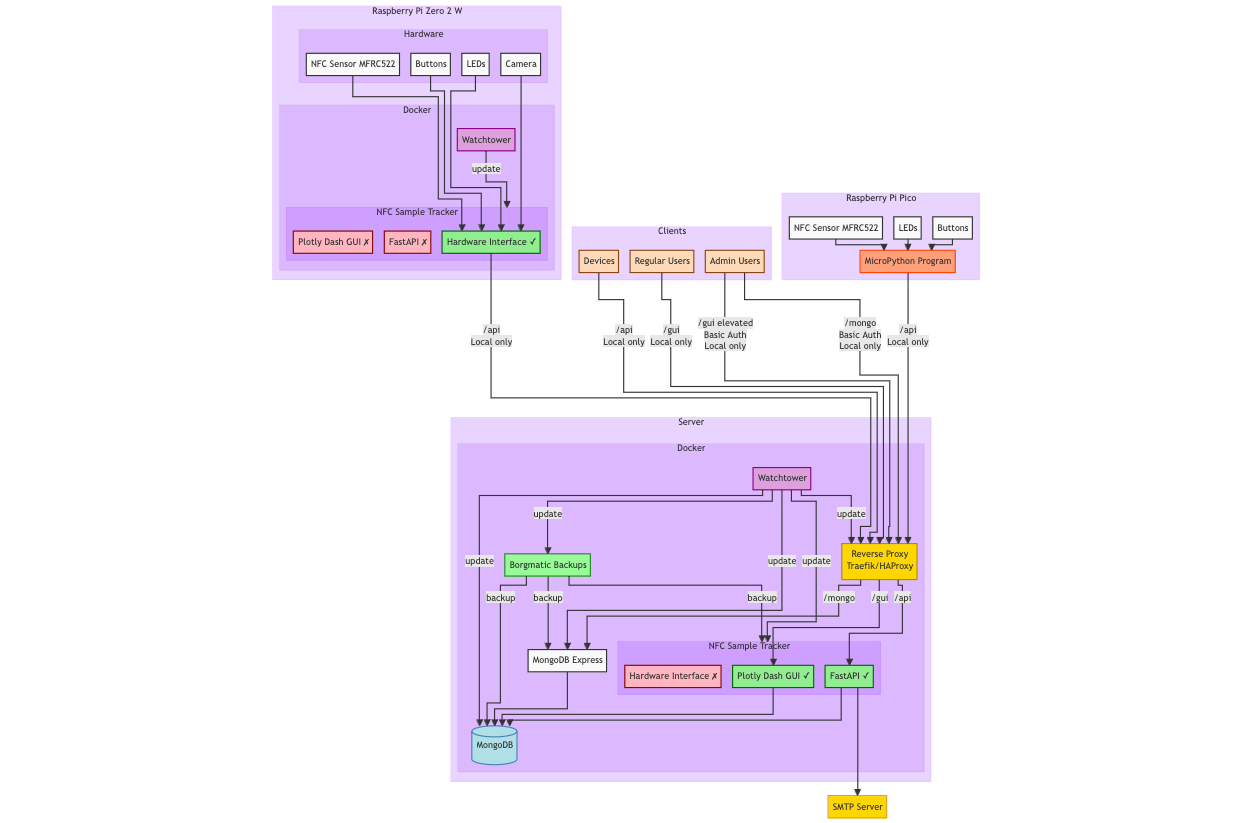 Raspberry Pi Zero 2 W
Hardware
NFC Sensor MFRC522
Buttons
LEDs
Camera
Docker
Watchtower
update
NFC Sample Tracker
Plotly Dash GUI ✗
FastAPI ✗
Hardware Interface ✓
Raspberry Pi Pico
NFC Sensor MFRC522
LEDs
Buttons
MicroPython Program
Clients
Devices
Regular Users
Admin Users
/api
Local only
/api
Local only
/gui
Local only
/gui elevated
Basic Auth
Local only
/mongo
Basic Auth
Local only
/api
Local only
Server
Docker
Watchtower
update
update
update
update
update
Borgmatic Backups
Reverse Proxy
Traefik/HAProxy
backup
backup
backup
/mongo
/gui
/api
MongoDB Express
NFC Sample Tracker
Hardware Interface ✗
Plotly Dash GUI ✓
FastAPI ✓
MongoDB
SMTP Server